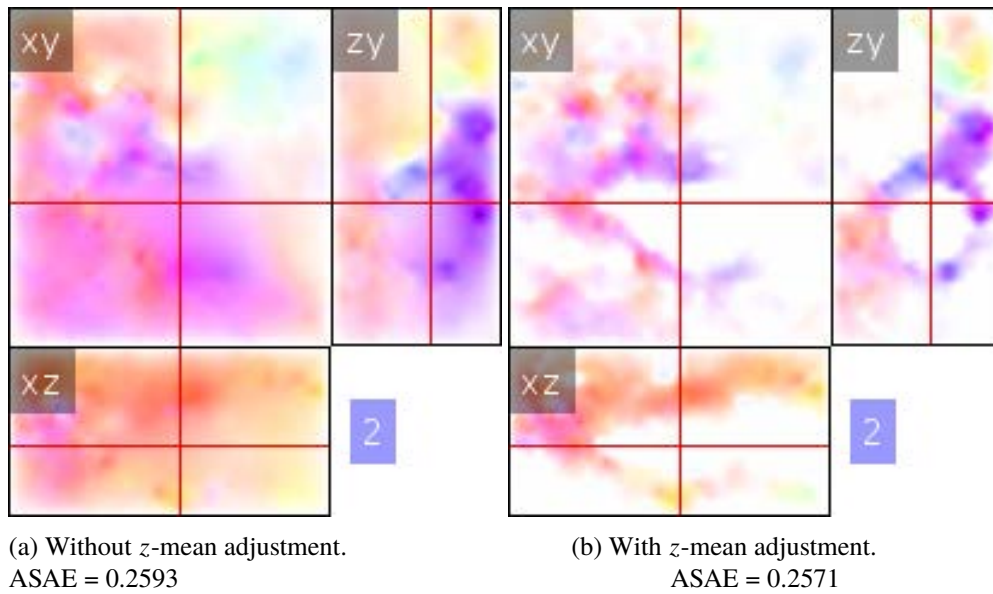 xy
zy
xz
2
xy
zy
xz
2
(a) Without z-mean adjustment.
ASAE = 0.2593
(b) With z-mean adjustment.
ASAE = 0.2571